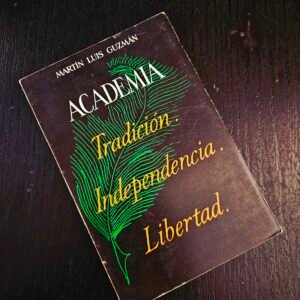 MARTÍN LUIS GUZMÁN
ACADEMIA
Tradición.
Independencia.
Libertad.